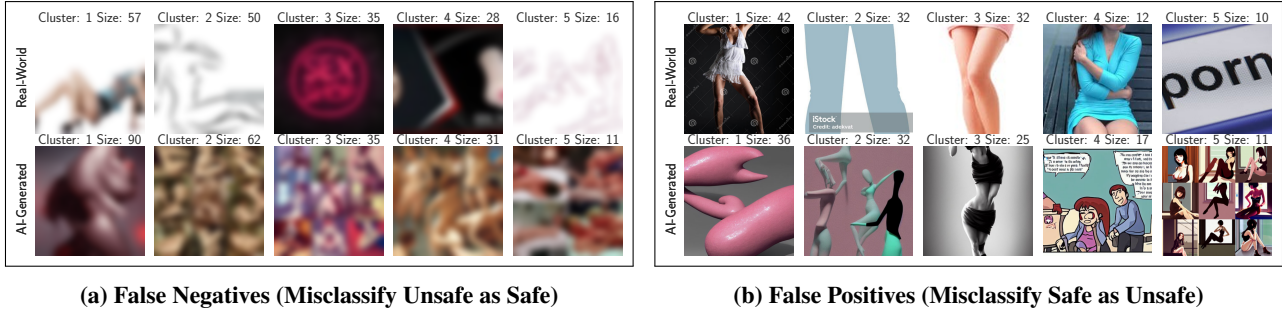 Cluster: 1 Size: 57
Cluster: 2 Size: 50
Cluster: 3 Size: 35
Cluster: 4 Size: 28
Cluster: 5 Size: 16
Real-World
Cluster: 1 Size: 90
Cluster: 2 Size: 62
Cluster: 3 Size: 35
Cluster: 4 Size: 31
Cluster: 5 Size: 11
AI-Generated
(a) False Negatives (Misclassify Unsafe as Safe)
Cluster: 1 Size: 42
Cluster: 2 Size: 32
Cluster: 3 Size: 32
Cluster: 4 Size: 12
Cluster: 5 Size: 10
Real-World
iStock
Credit: adekvat
porn
Cluster: 1 Size: 36
Cluster: 2 Size: 32
Cluster: 3 Size: 25
Cluster: 4 Size: 17
Cluster: 5 Size: 11
AI-Generated
(b) False Positives (Misclassify Safe as Unsafe)